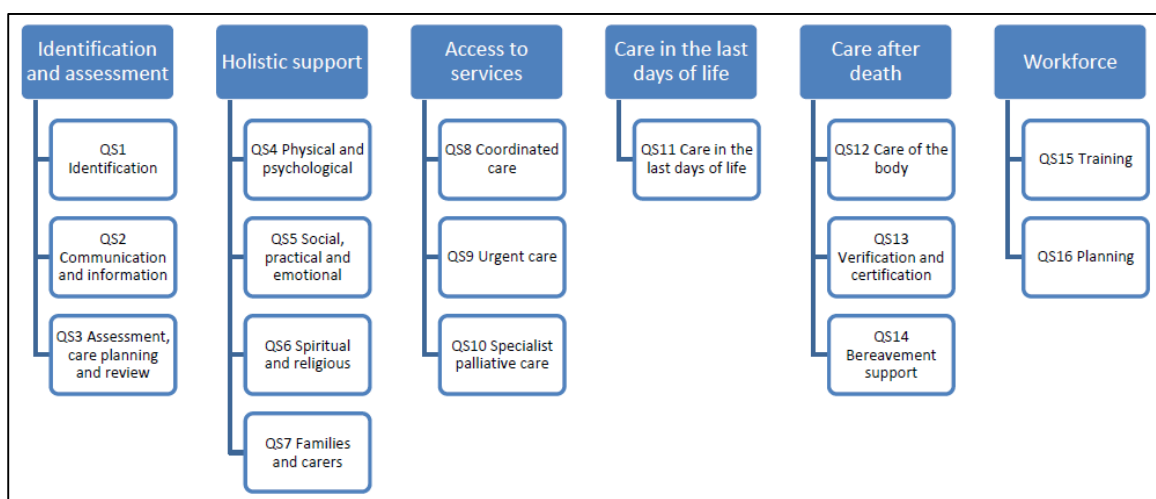 Identification
and assessment
QS1
Identification
QS2
Communication
and information
QS3 Assessment,
care planning
and review
Holistic support
QS4 Physical and
psychological
QS5 Social,
practical and
emotional
QS6 Spiritual
and religious
QS7 Families
and carers
Access to
services
QS8 Coordinated
care
QS9 Urgent care
QS10 Specialist
palliative care
Care in the last
days of life
QS11 Care in the
last days of life
Care after
death
QS12 Care of the
body
QS13
Verification and
certification
QS14
Bereavement
support
Workforce
QS15 Training
QS16 Planning